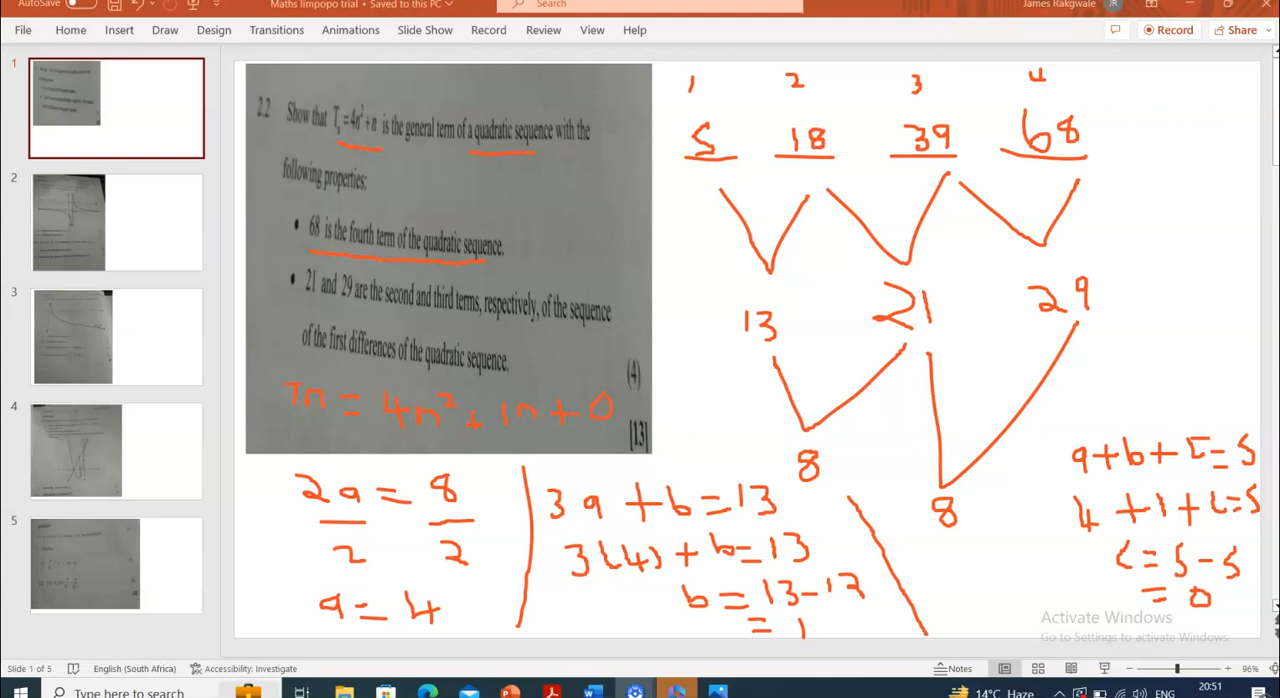 AutoSave
Maths limpopo trial • Saved to this PC
Search
James Rakgwale
JR
File Home Insert Draw Design Transitions Animations Slide Show Record Review View Help
Record
Share
1
2
3
4
5
2.2 Show that Tₙ = 4n² + n is the general term of a quadratic sequence with the
following properties:
• 68 is the fourth term of the quadratic sequence.
• 21 and 29 are the second and third terms, respectively, of the sequence
of the first differences of the quadratic sequence.
(4)
[13]
Tn = 4n² + 1n + 0
1 2 3 4
5 18 39 68
13 21 29
8 8
2a = 8
2 2
a = 4
3a + b = 13
3(4) + b = 13
b = 13 - 12
= 1
a + b + c = 5
4 + 1 + c = 5
c = 5 - 5
= 0
Activate Windows
Go to Settings to activate Windows.
Slide 1 of 5
English (South Africa)
Accessibility: Investigate
Notes
96%
Type here to search
14°C Haze
20:51